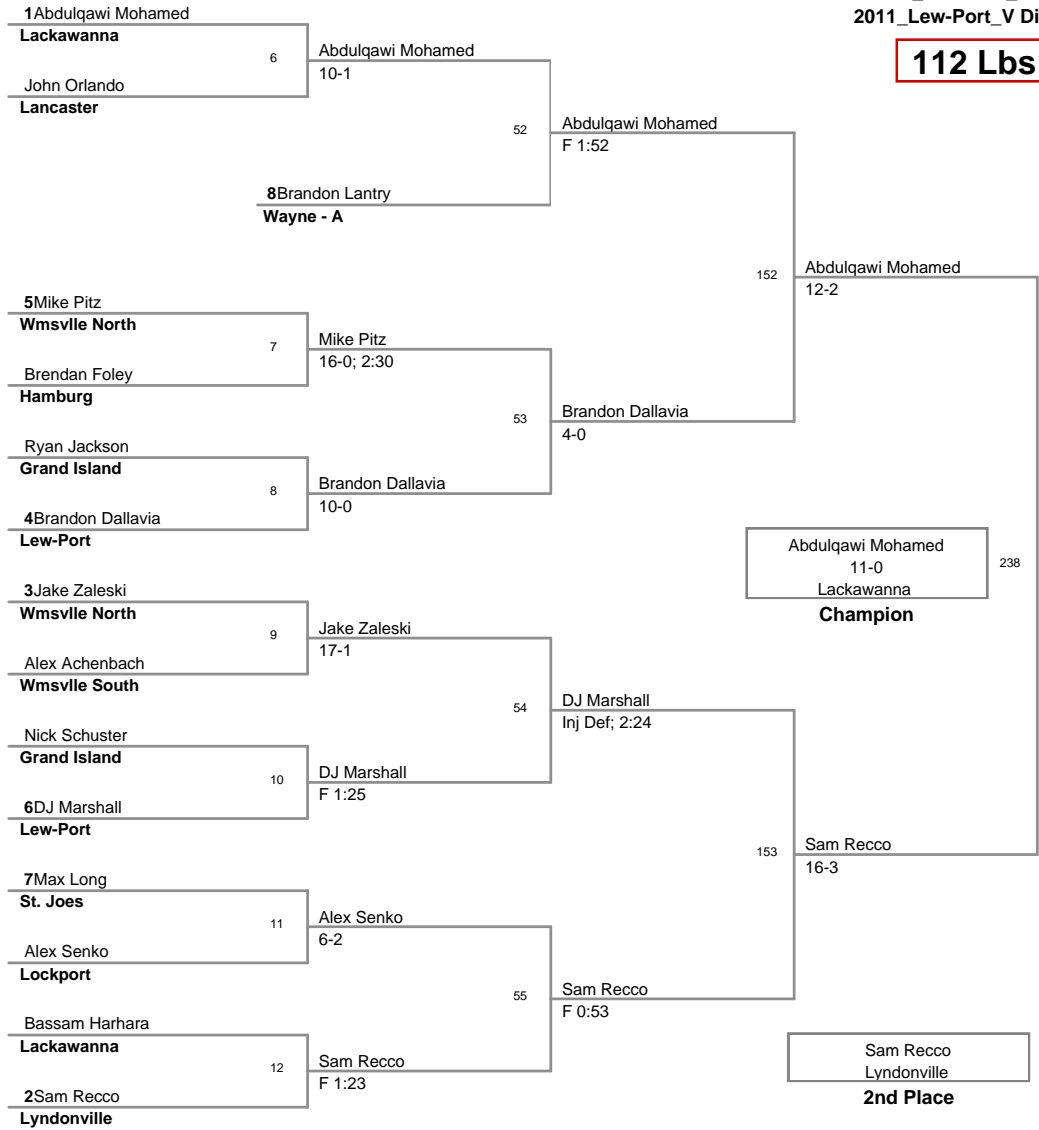 2011_Lew-Port_V Di
112 Lbs
1Abdulqawi Mohamed
Lackawanna
6
John Orlando
Lancaster
Abdulqawi Mohamed
10-1
52
8Brandon Lantry
Wayne - A
Abdulqawi Mohamed
F 1:52
5Mike Pitz
Wmsvlle North
7
Brendan Foley
Hamburg
Mike Pitz
16-0; 2:30
53
Ryan Jackson
Grand Island
8
4Brandon Dallavia
Lew-Port
Brandon Dallavia
10-0
Brandon Dallavia
4-0
152
Abdulqawi Mohamed
12-2
3Jake Zaleski
Wmsvlle North
9
Alex Achenbach
Wmsvlle South
Jake Zaleski
17-1
54
Nick Schuster
Grand Island
10
6DJ Marshall
Lew-Port
DJ Marshall
F 1:25
DJ Marshall
Inj Def; 2:24
153
7Max Long
St. Joes
11
Alex Senko
Lockport
Alex Senko
6-2
55
Bassam Harhara
Lackawanna
12
2Sam Recco
Lyndonville
Sam Recco
F 1:23
Sam Recco
F 0:53
Sam Recco
16-3
Abdulqawi Mohamed
11-0
Lackawanna
238
Champion
Sam Recco
Lyndonville
2nd Place